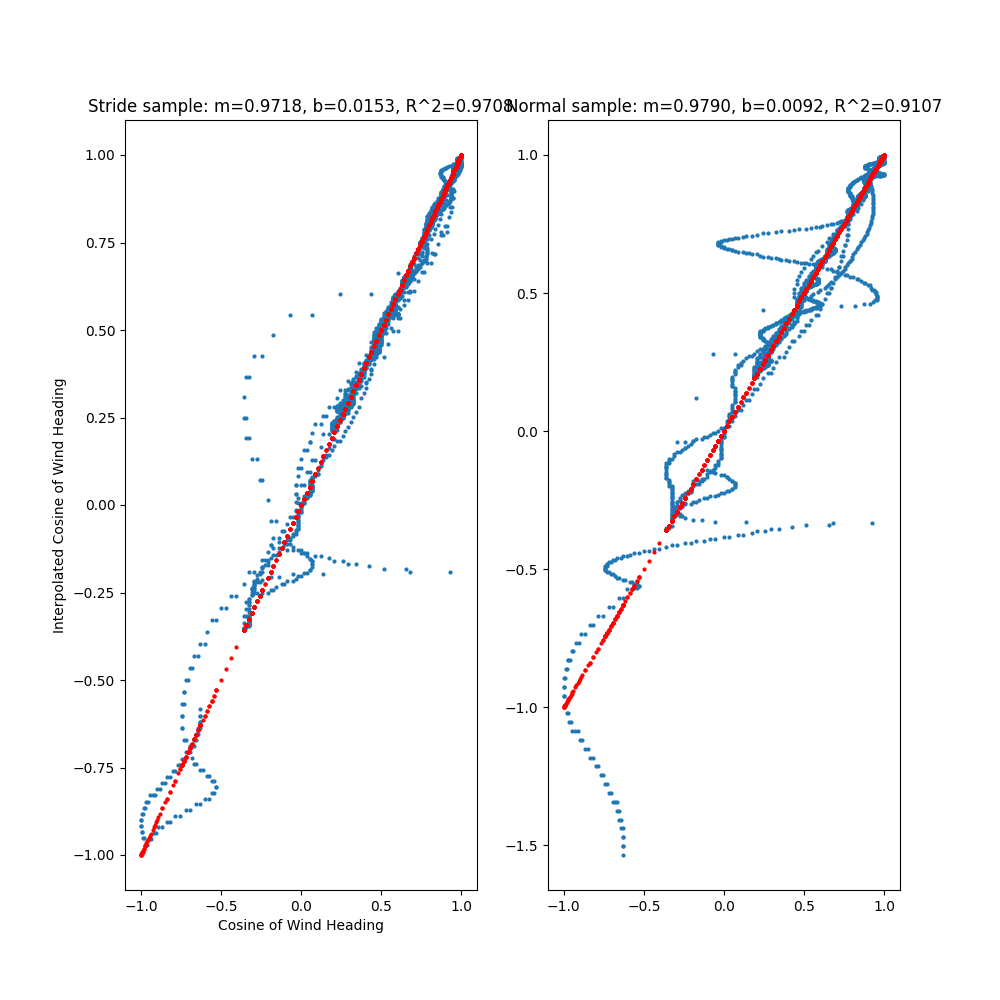 Stride sample: m=0.9718, b=0.0153, R^2=0.9708
Normal sample: m=0.9790, b=0.0092, R^2=0.9107
Interpolated Cosine of Wind Heading
1.00
0.75
0.50
0.25
0.00
−0.25
−0.50
−0.75
−1.00
−1.0 −0.5 0.0 0.5 1.0
Cosine of Wind Heading
1.0
0.5
0.0
−0.5
−1.0
−1.5
−1.0 −0.5 0.0 0.5 1.0